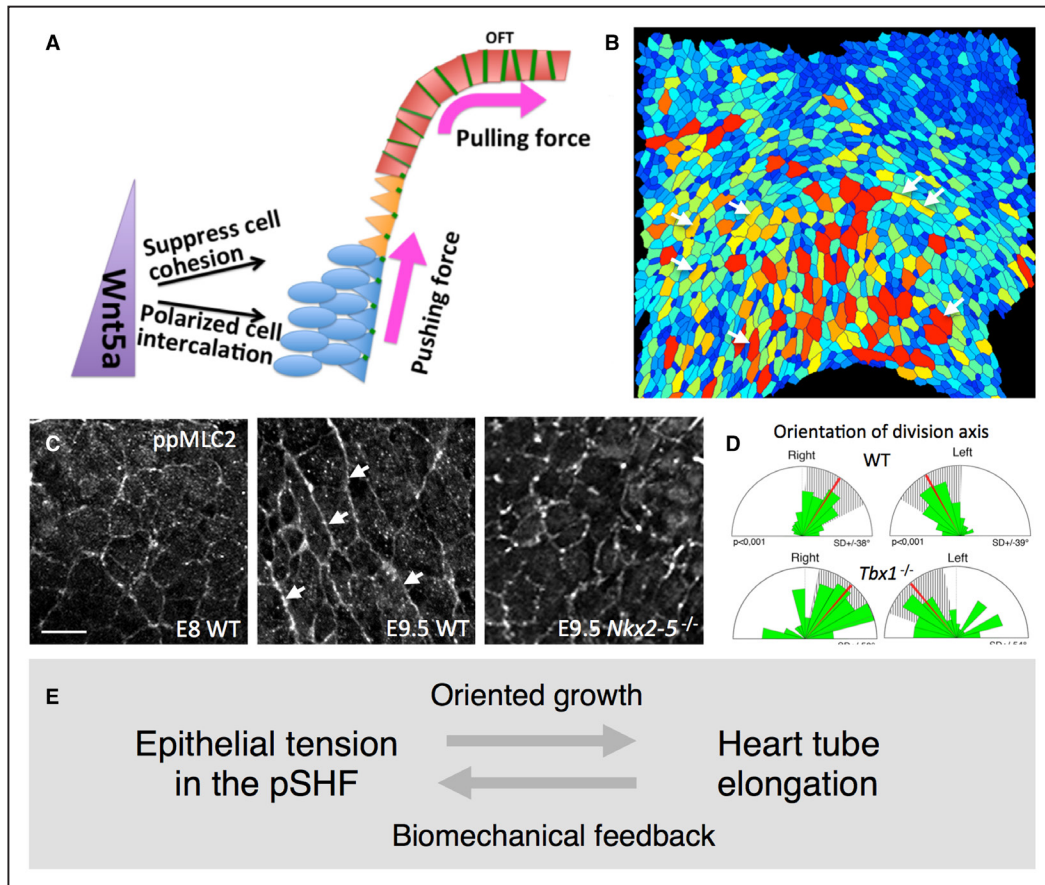 A
OFT
Pulling force
Wnt5a
Suppress cell
cohesion
Polarized cell
intercalation
Pushing force
B
C
ppMLC2
E8 WT
E9.5 WT
E9.5 Nkx2-5-/-
D
Orientation of division axis
Right
WT
Left
p<0,001
SD+/-38°
p<0,001
SD+/-39°
Right
Tbx1-/-
Left
SD+/-54°
E
Oriented growth
Epithelial tension
in the pSHF
Heart tube
elongation
Biomechanical feedback